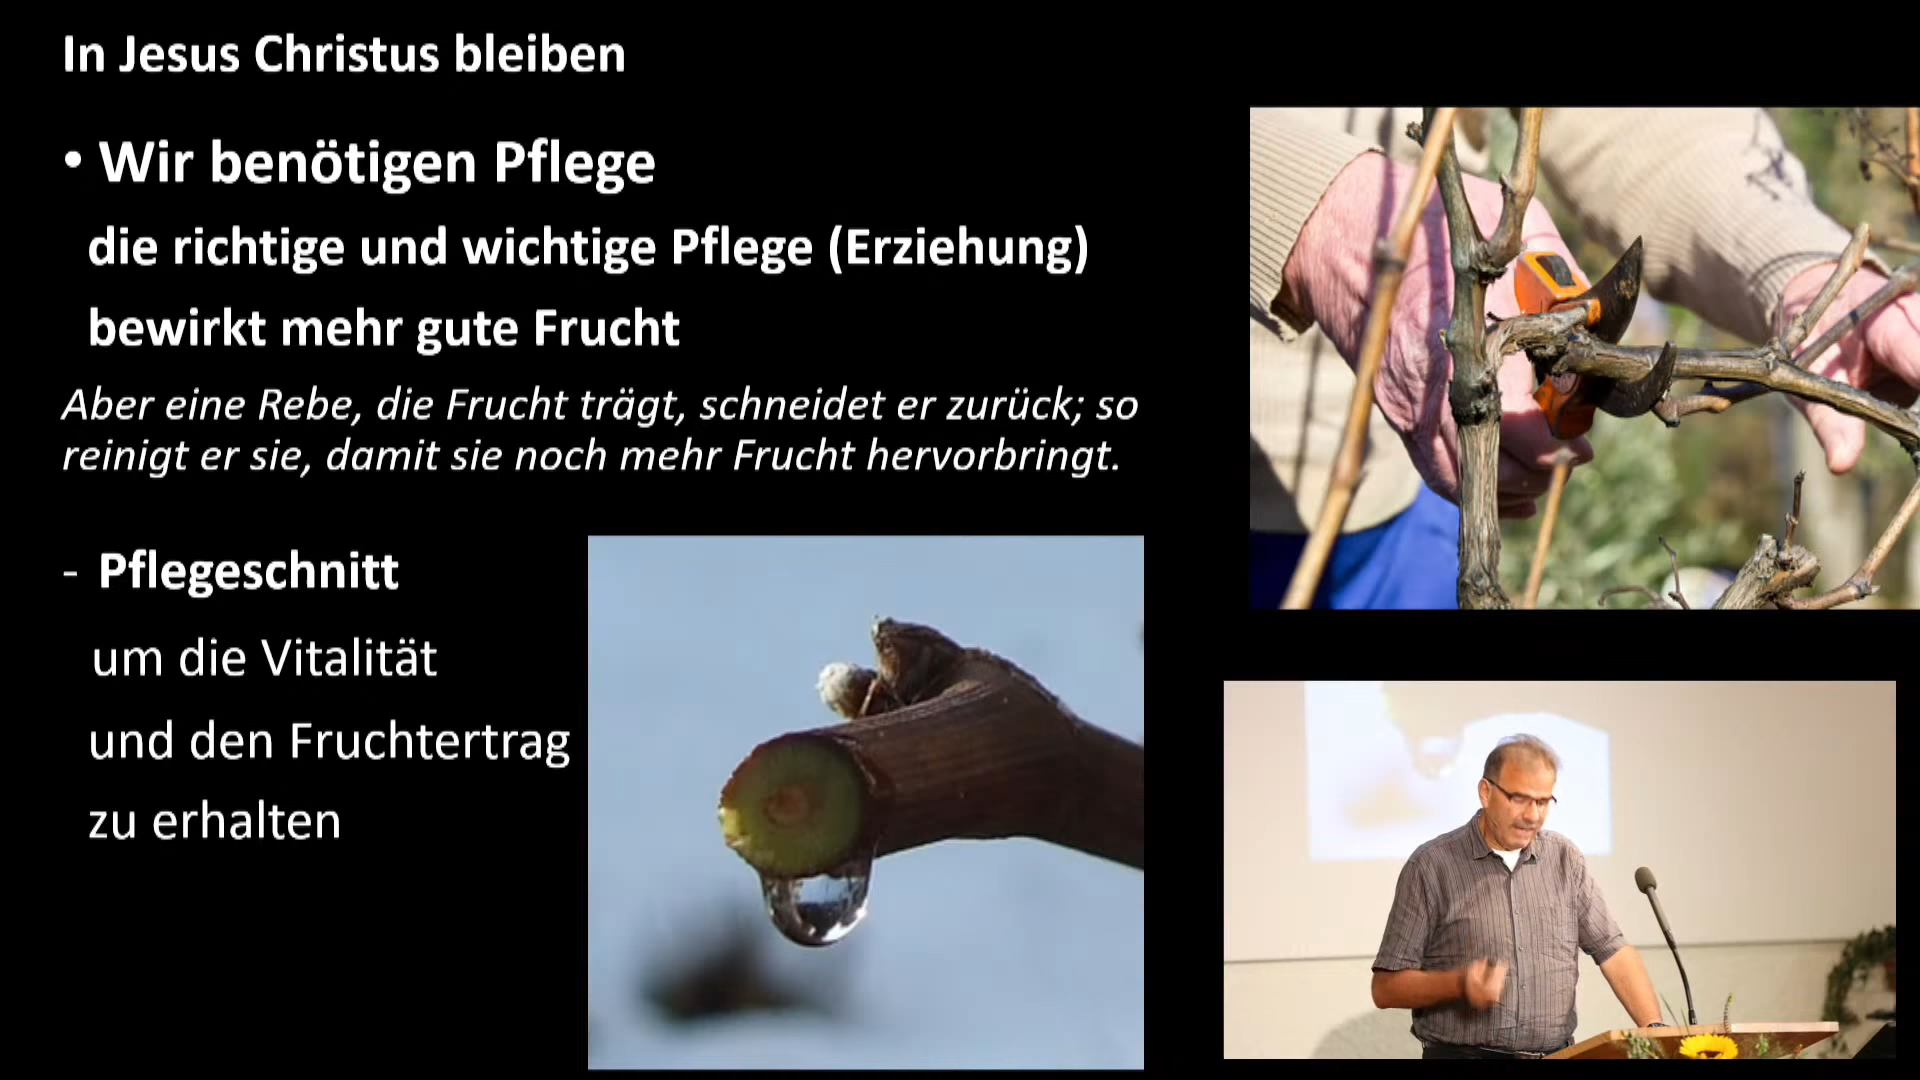 In Jesus Christus bleiben
• Wir benötigen Pflege
die richtige und wichtige Pflege (Erziehung)
bewirkt mehr gute Frucht
Aber eine Rebe, die Frucht trägt, schneidet er zurück; so
reinigt er sie, damit sie noch mehr Frucht hervorbringt.
- Pflegeschnitt
um die Vitalität
und den Fruchtertrag
zu erhalten